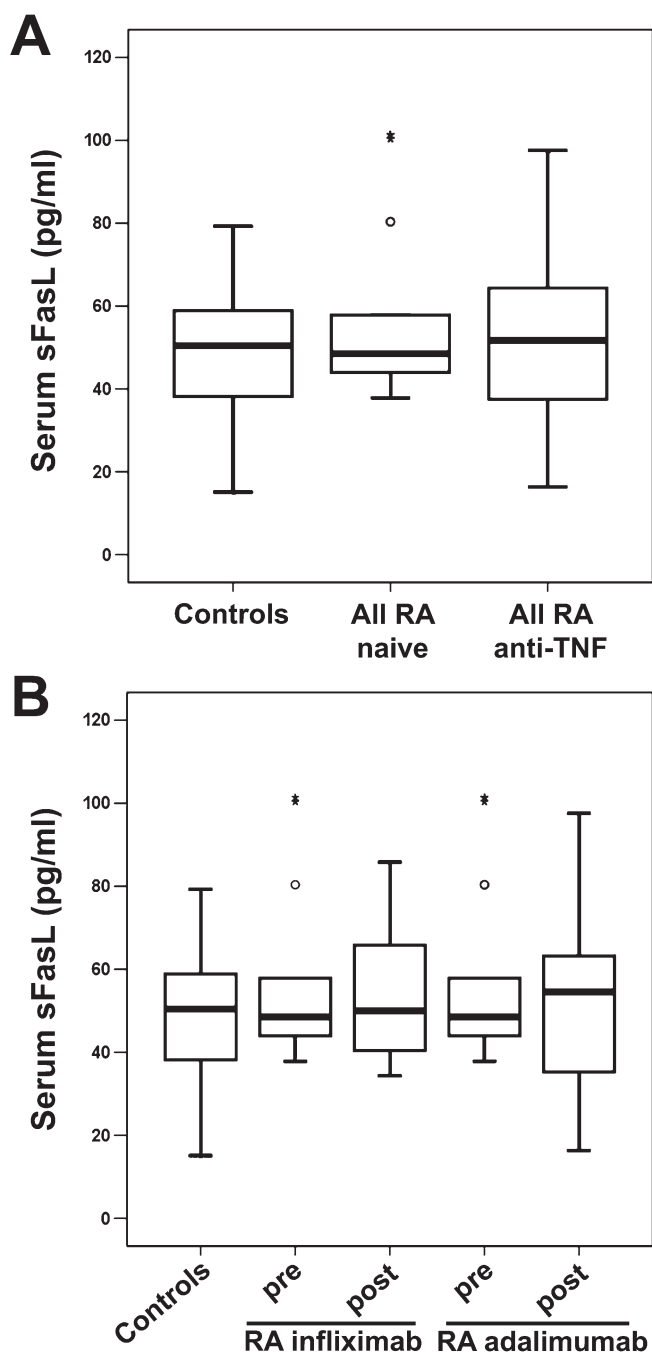 A
Serum sFasL (pg/ml)
120
100
80
60
40
20
0
Controls
All RA
naive
All RA
anti-TNF
B
Serum sFasL (pg/ml)
120
100
80
60
40
20
0
Controls
pre
post
pre
post
RA infliximab
RA adalimumab